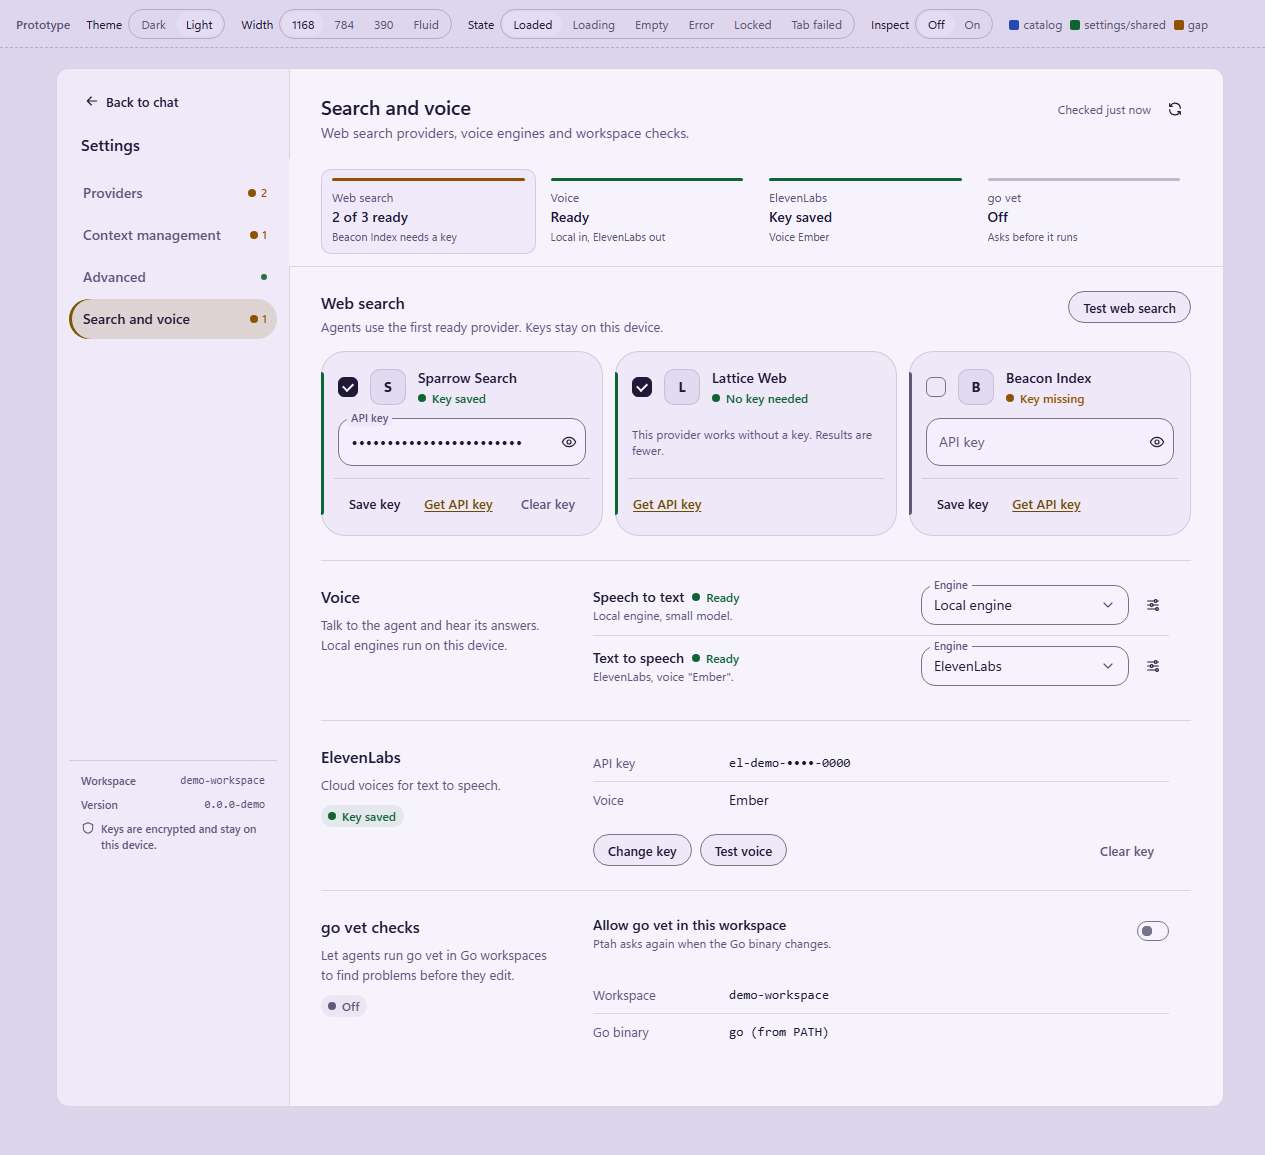 Prototype Theme Dark Light Width 1168 784 390 Fluid State Loaded Loading Empty Error Locked Tab failed Inspect Off On catalog settings/shared gap
Back to chat
Settings
Providers 2
Context management 1
Advanced
Search and voice 1
Workspace demo-workspace
Version 0.0.0-demo
Keys are encrypted and stay on
this device.
Search and voice
Web search providers, voice engines and workspace checks.
Checked just now
Web search
2 of 3 ready
Beacon Index needs a key
Voice
Ready
Local in, ElevenLabs out
ElevenLabs
Key saved
Voice Ember
go vet
Off
Asks before it runs
Web search
Agents use the first ready provider. Keys stay on this device.
Test web search
S
Sparrow Search
Key saved
API key
••••••••••••••••••••••••
Save key Get API key Clear key
L
Lattice Web
No key needed
This provider works without a key. Results are
fewer.
Get API key
B
Beacon Index
Key missing
API key
Save key Get API key
Voice
Talk to the agent and hear its answers.
Local engines run on this device.
Speech to text Ready
Local engine, small model.
Engine
Local engine
Text to speech Ready
ElevenLabs, voice "Ember".
Engine
ElevenLabs
ElevenLabs
Cloud voices for text to speech.
Key saved
API key el-demo-••••-0000
Voice Ember
Change key Test voice Clear key
go vet checks
Let agents run go vet in Go workspaces
to find problems before they edit.
Off
Allow go vet in this workspace
Ptah asks again when the Go binary changes.
Workspace demo-workspace
Go binary go (from PATH)